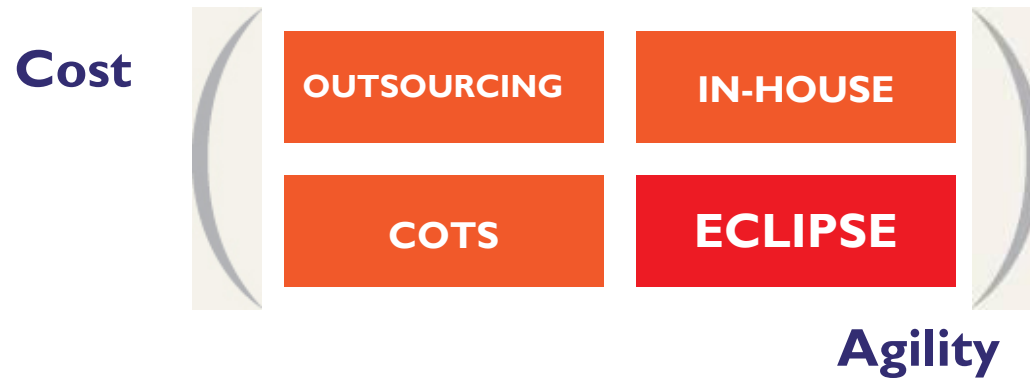 Cost
OUTSOURCING
IN-HOUSE
COTS
ECLIPSE
Agility